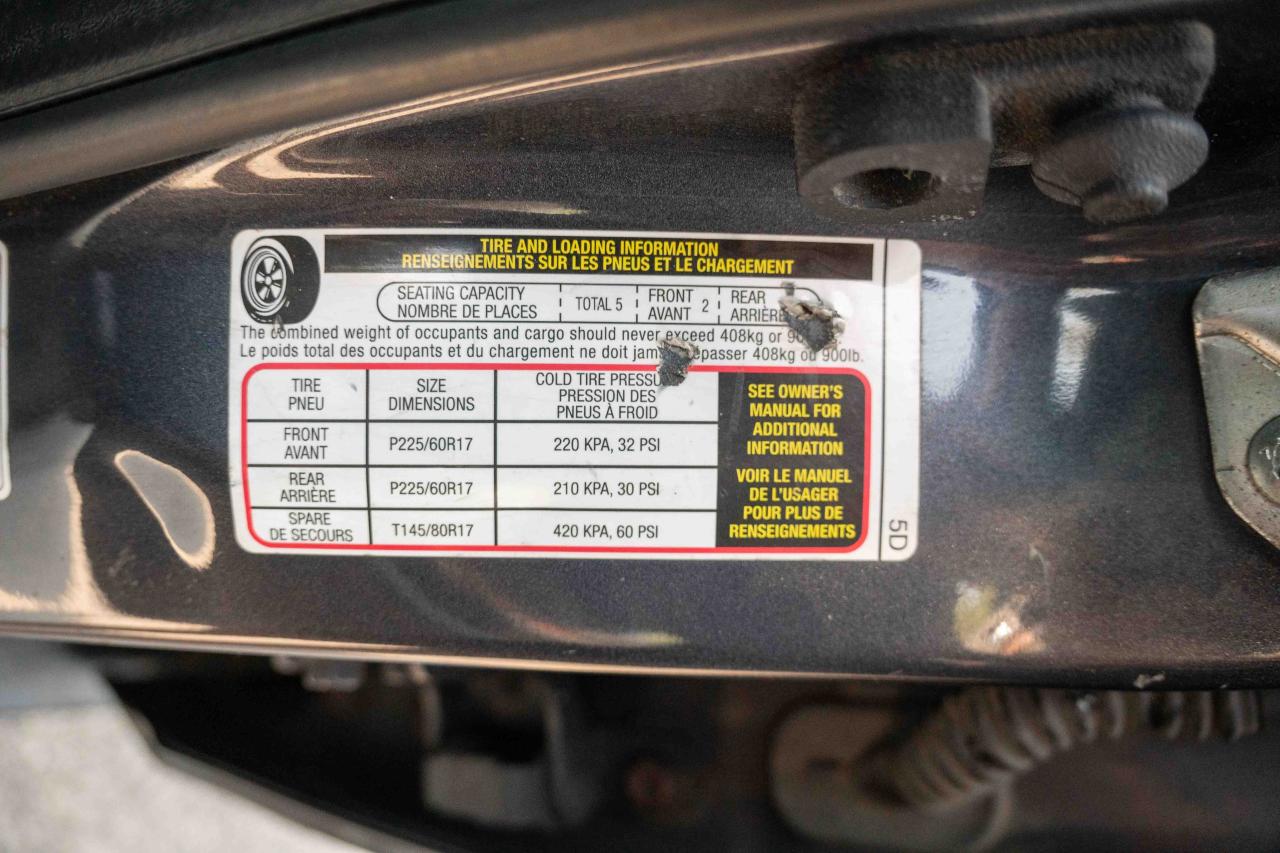 TIRE AND LOADING INFORMATION
RENSEIGNEMENTS SUR LES PNEUS ET LE CHARGEMENT
SEATING CAPACITY
NOMBRE DE PLACES
TOTAL 5
FRONT
AVANT 2
REAR
ARRIÈRE
The combined weight of occupants and cargo should never exceed 408kg or
Le poids total des occupants et du chargement ne doit 408kg ou 900lb.
TIRE
PNEU
SIZE
DIMENSIONS
COLD TIRE
PRESSION DES
PNEUS À FROID
FRONT
AVANT
P225/60R17
220 KPA, 32 PSI
REAR
ARRIÈRE
P225/60R17
210 KPA, 30 PSI
SPARE
DE SECOURS
T145/80R17
420 KPA, 60 PSI
SEE OWNER'S
MANUAL FOR
ADDITIONAL
INFORMATION
VOIR LE MANUEL
DE L'USAGER
POUR PLUS DE
RENSEIGNEMENTS
5D